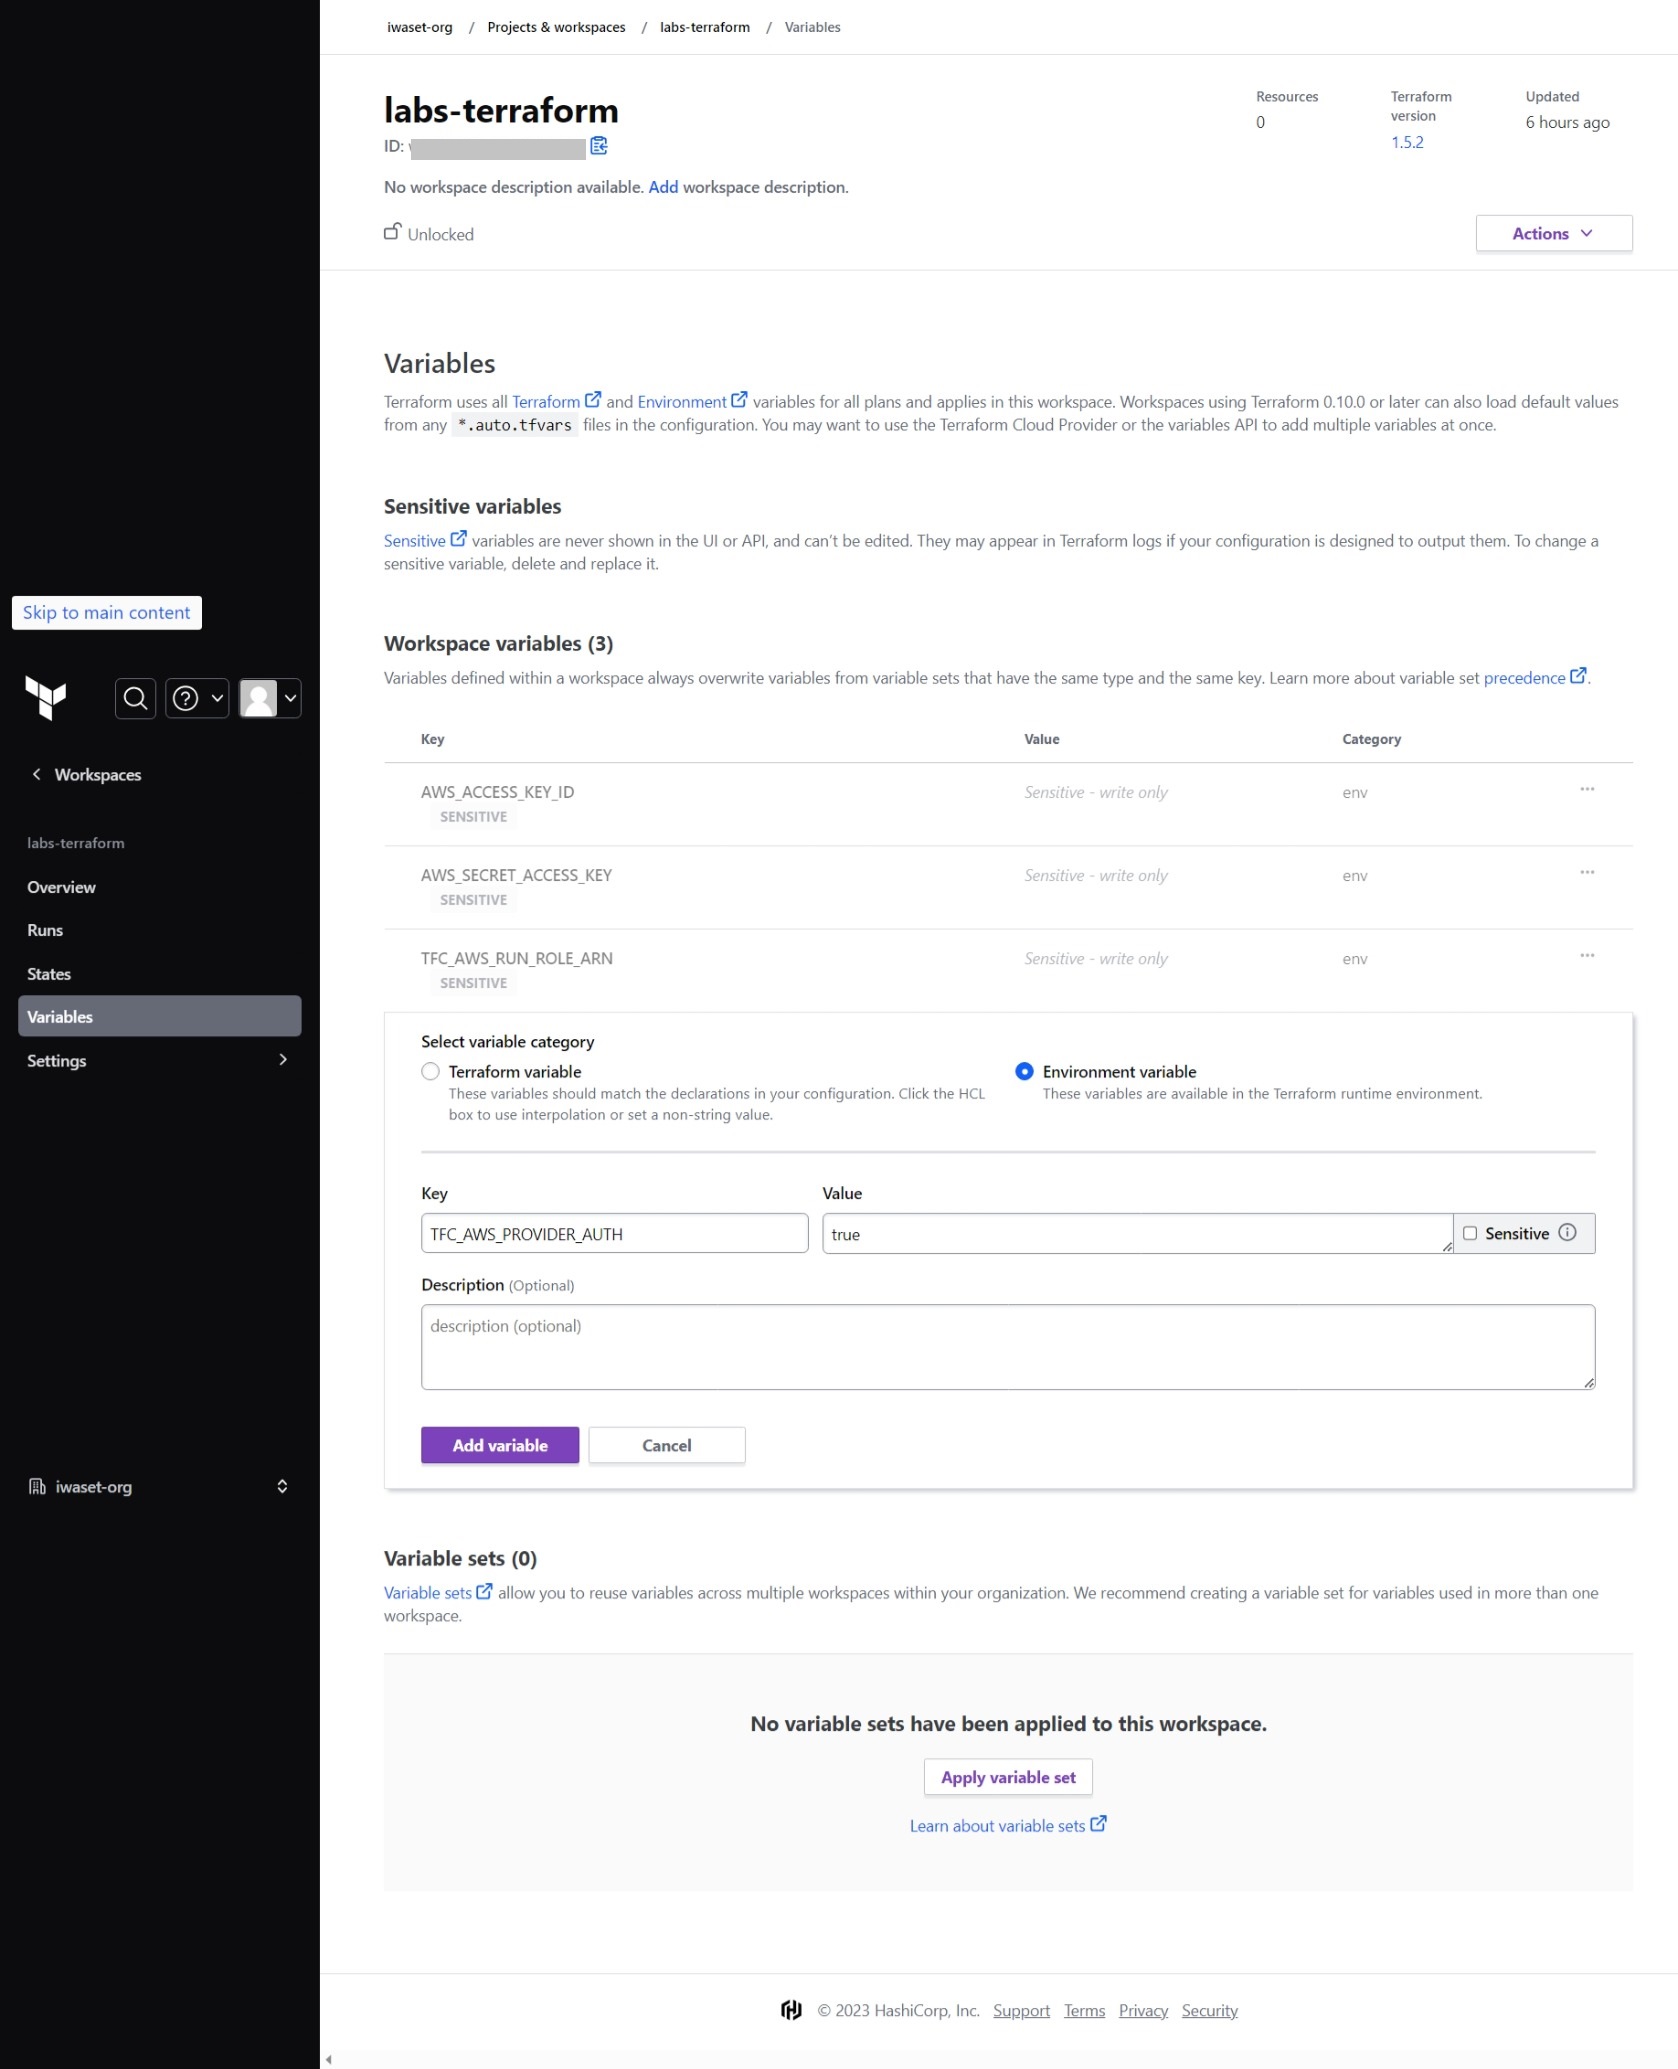 iwaset-org / Projects & workspaces / labs-terraform / Variables
labs-terraform
ID:
No workspace description available. Add workspace description.
Unlocked
Resources
0
Terraform
version
1.5.2
Updated
6 hours ago
Actions
Variables
Terraform uses all Terraform and Environment variables for all plans and applies in this workspace. Workspaces using Terraform 0.10.0 or later can also load default values
from any *.auto.tfvars files in the configuration. You may want to use the Terraform Cloud Provider or the variables API to add multiple variables at once.
Sensitive variables
Sensitive variables are never shown in the UI or API, and can’t be edited. They may appear in Terraform logs if your configuration is designed to output them. To change a
sensitive variable, delete and replace it.
Skip to main content
Workspaces
labs-terraform
Overview
Runs
States
Variables
Settings
iwaset-org
Workspace variables (3)
Variables defined within a workspace always overwrite variables from variable sets that have the same type and the same key. Learn more about variable set precedence.
Key Value Category
AWS_ACCESS_KEY_ID Sensitive - write only env ...
SENSITIVE
AWS_SECRET_ACCESS_KEY Sensitive - write only env ...
SENSITIVE
TFC_AWS_RUN_ROLE_ARN Sensitive - write only env ...
SENSITIVE
Select variable category
Terraform variable
These variables should match the declarations in your configuration. Click the HCL
box to use interpolation or set a non-string value.
Environment variable
These variables are available in the Terraform runtime environment.
Key
TFC_AWS_PROVIDER_AUTH
Value
true
Sensitive
Description (Optional)
description (optional)
Add variable
Cancel
Variable sets (0)
Variable sets allow you to reuse variables across multiple workspaces within your organization. We recommend creating a variable set for variables used in more than one
workspace.
No variable sets have been applied to this workspace.
Apply variable set
Learn about variable sets
© 2023 HashiCorp, Inc. Support Terms Privacy Security